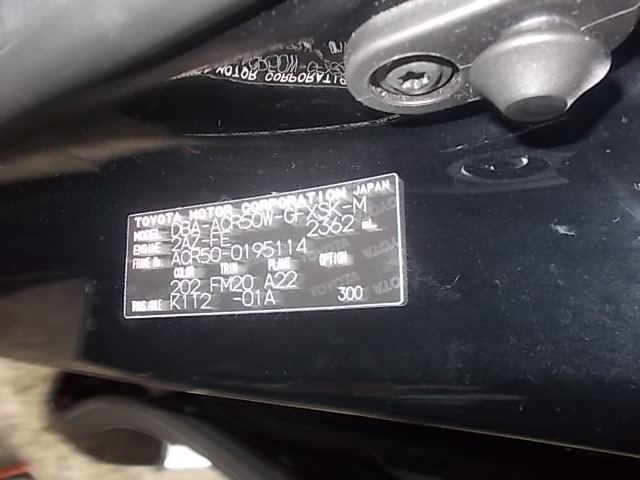 TOYOTA MOTOR CORPORATION JAPAN
MODEL DBA-ACR50W-GFXSK-M
ENGINE 2AZ-FE 2362 mL
FRAME No. ACR50-0195114
COLOR TRIM PLANT OPTION
202 FM20 A22
TRANS/AXLE K112 -01A 300